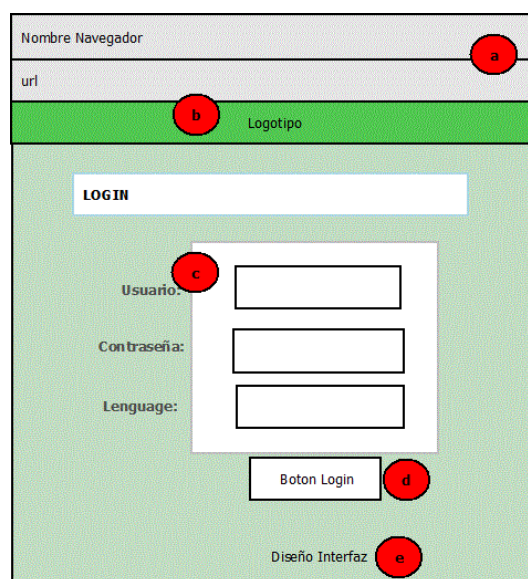 Nombre Navegador
a
url
b
Logotipo
LOGIN
c
Usuario:
Contraseña:
Lenguage:
Boton Login
d
Diseño Interfaz
e